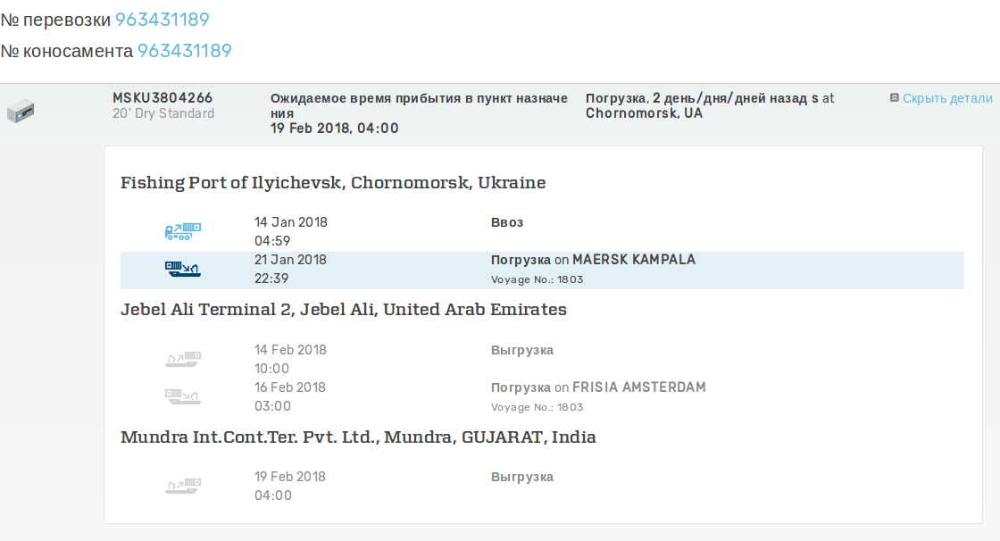 № перевозки 963431189
№ коносамента 963431189
MSKU3804266
20' Dry Standard
Ожидаемое время прибытия в пункт назначе
ния
19 Feb 2018, 04:00
Погрузка, 2 день/дня/дней назад s at
Chornomorsk, UA
Скрыть детали
Fishing Port of Ilyichevsk, Chornomorsk, Ukraine
14 Jan 2018
04:59
Ввоз
21 Jan 2018
22:39
Погрузка on MAERSK KAMPALA
Voyage No.: 1803
Jebel Ali Terminal 2, Jebel Ali, United Arab Emirates
14 Feb 2018
10:00
Выгрузка
16 Feb 2018
03:00
Погрузка on FRISIA AMSTERDAM
Voyage No.: 1803
Mundra Int.Cont.Ter. Pvt. Ltd., Mundra, GUJARAT, India
19 Feb 2018
04:00
Выгрузка